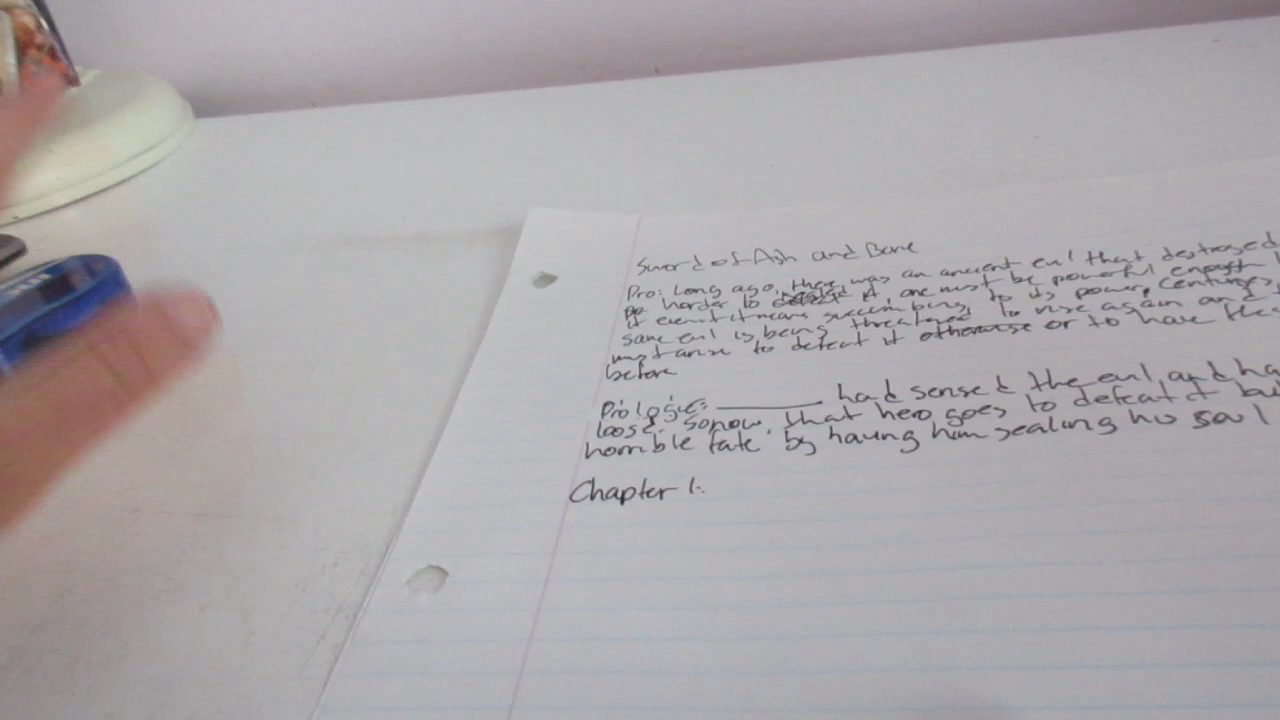 Sword of Ash and Bone
Pro: Long ago, there was an ancient evil that destroyed
harder to defeat it, one must be powerful enough
if even it means succumbing to its power. Centuries,
same evil is being threatened to rise again and
must arise to defeat it otherwise or to have
before
Prologue: ________ had sensed the evil and ha
loose. So now, that hero goes to defeat it bu
horrible fate by having him sealing his soul
Chapter 1: